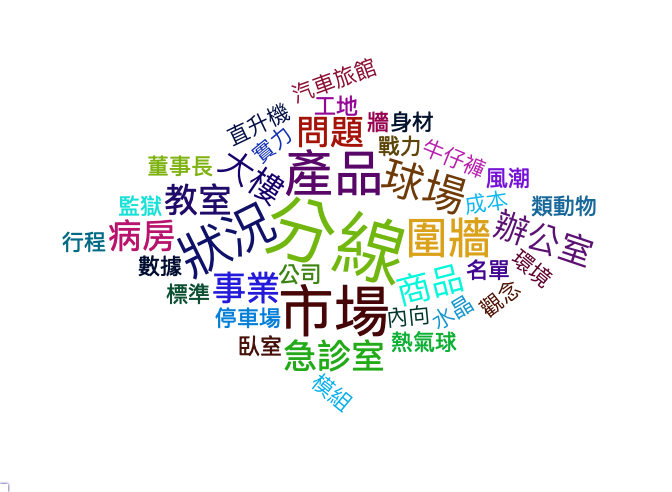 汽車旅館
工地
直升機
問題
牆
身材
實力
戰力
牛仔褲
董事長
大樓
產品
球場
風潮
成本
類動物
監獄
教室
狀況
分線
圍牆
辦公室
行程
病房
數據
公司
商品
名單
環境
標準
事業
市場
內向
水晶
觀念
停車場
臥室
急診室
熱氣球
模組